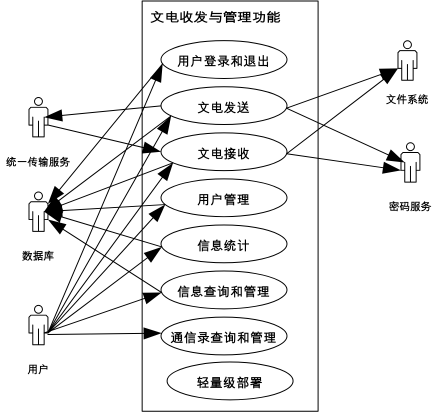 文电收发与管理功能
用户登录和退出
文电发送
文件系统
统一传输服务
文电接收
用户管理
密码服务
数据库
信息统计
信息查询和管理
通信录查询和管理
用户
轻量级部署